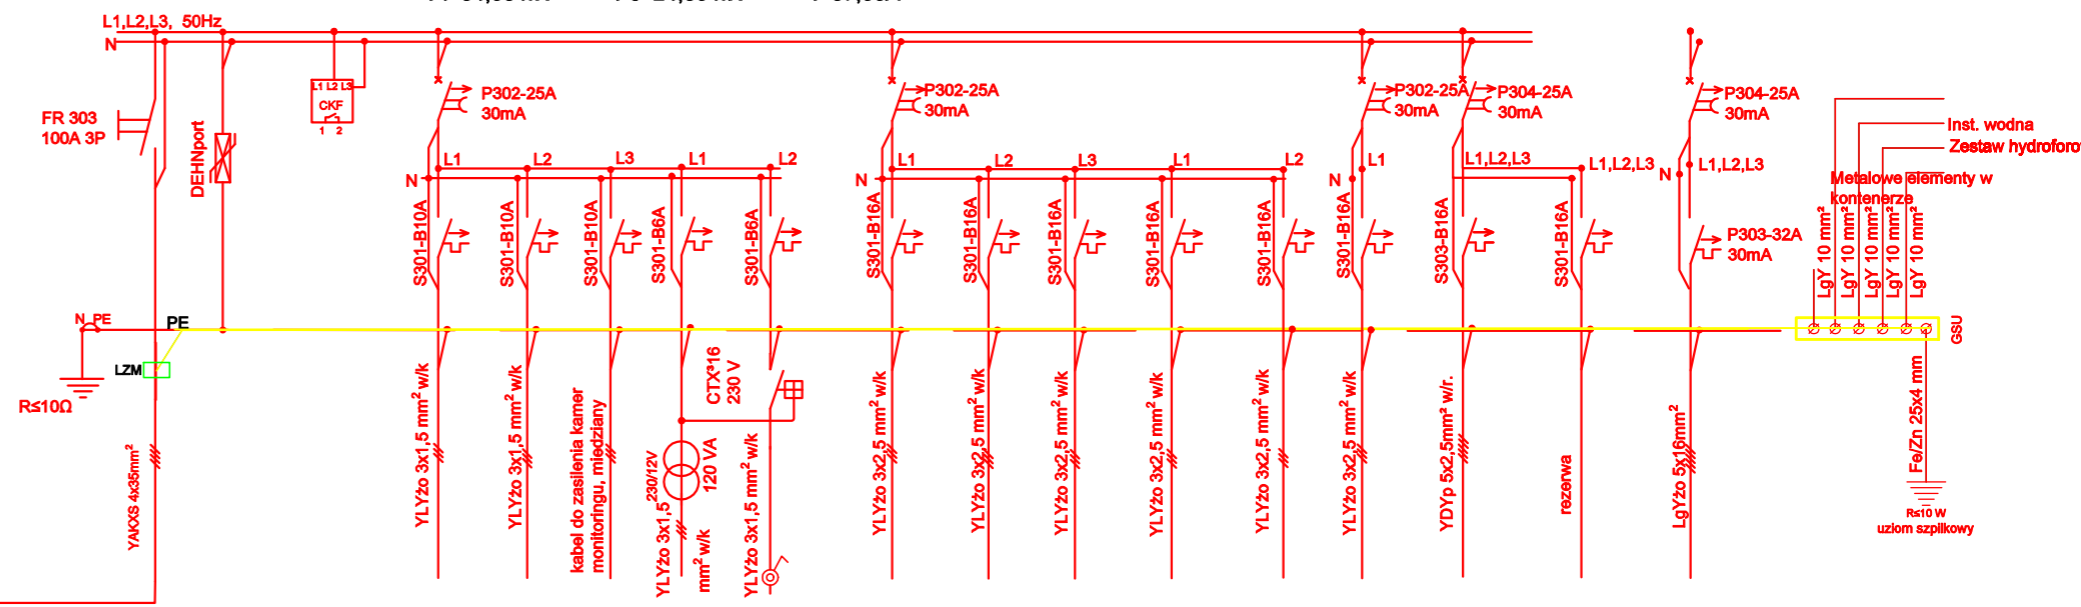 L1,L2,L3, 50Hz
N
FR 303
100A 3P
DEHNport
L1 L2 L3
CKF
1 2
P302-25A
30mA
P302-25A
30mA
P302-25A
30mA
P304-25A
30mA
P304-25A
30mA
N
L1
L2
L3
L1
L2
N
L1
L2
L3
L1
L2
N
L1
L1,L2,L3
L1,L2,L3
N
L1,L2,L3
S301-B10A
S301-B10A
S301-B10A
S301-B6A
S301-B6A
S301-B16A
S301-B16A
S301-B16A
S301-B16A
S301-B16A
S301-B16A
S303-B16A
S301-B16A
P303-32A
30mA
Inst. wodna
Zestaw hydroforo
Metalowe elementy w
kontenerze
LgY 10 mm²
LgY 10 mm²
LgY 10 mm²
LgY 10 mm²
LgY 10 mm²
GSU
N PE
PE
LZM
R≤10Ω
YAKXS 4x35mm²
YLYżo 3x1,5 mm² w/k
YLYżo 3x1,5 mm² w/k
kabel do zasilenia kamer
monitoringu, miedziany
230/12V
120 VA
YLYżo 3x1,5
mm² w/k
CTX³16
230 V
YLYżo 3x1,5 mm² w/k
YLYżo 3x2,5 mm² w/k
YLYżo 3x2,5 mm² w/k
YLYżo 3x2,5 mm² w/k
YLYżo 3x2,5 mm² w/k
YLYżo 3x2,5 mm² w/k
YLYżo 3x2,5 mm² w/k
YDYp 5x2,5mm² w/r.
rezerwa
LgYżo 5x16mm²
Fe/Zn 25x4 mm
R≤10 W
uziom szpilkowy